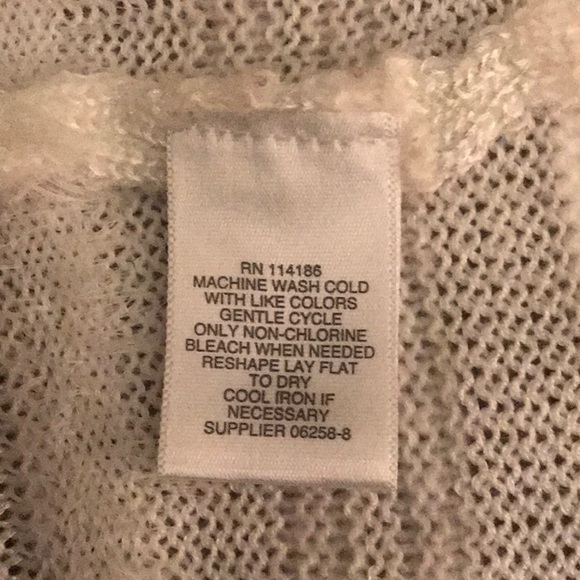 RN 114186
MACHINE WASH COLD
WITH LIKE COLORS
GENTLE CYCLE
ONLY NON-CHLORINE
BLEACH WHEN NEEDED
RESHAPE LAY FLAT
TO DRY
COOL IRON IF
NECESSARY
SUPPLIER 06258-8